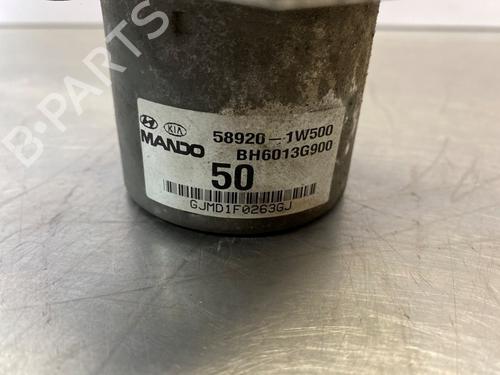 B-PARTS
KIA
MANDO
58920-1W500
BH6013G900
50
GJMD1F0263GJ